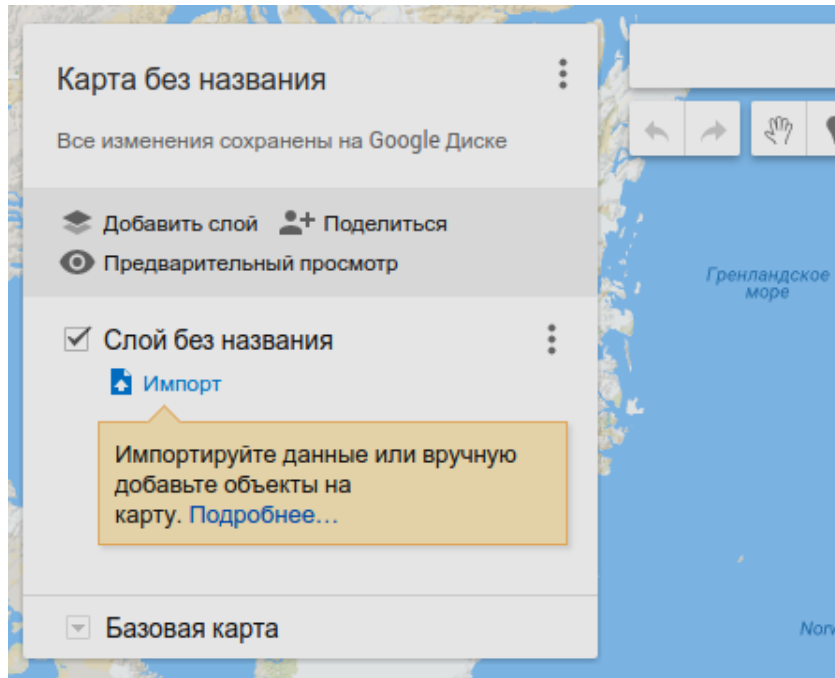 Карта без названия
Все изменения сохранены на Google Диске
Добавить слой Поделиться
Предварительный просмотр
Слой без названия
Импорт
Импортируйте данные или вручную
добавьте объекты на
карту. Подробнее…
Базовая карта
Гренландское
море